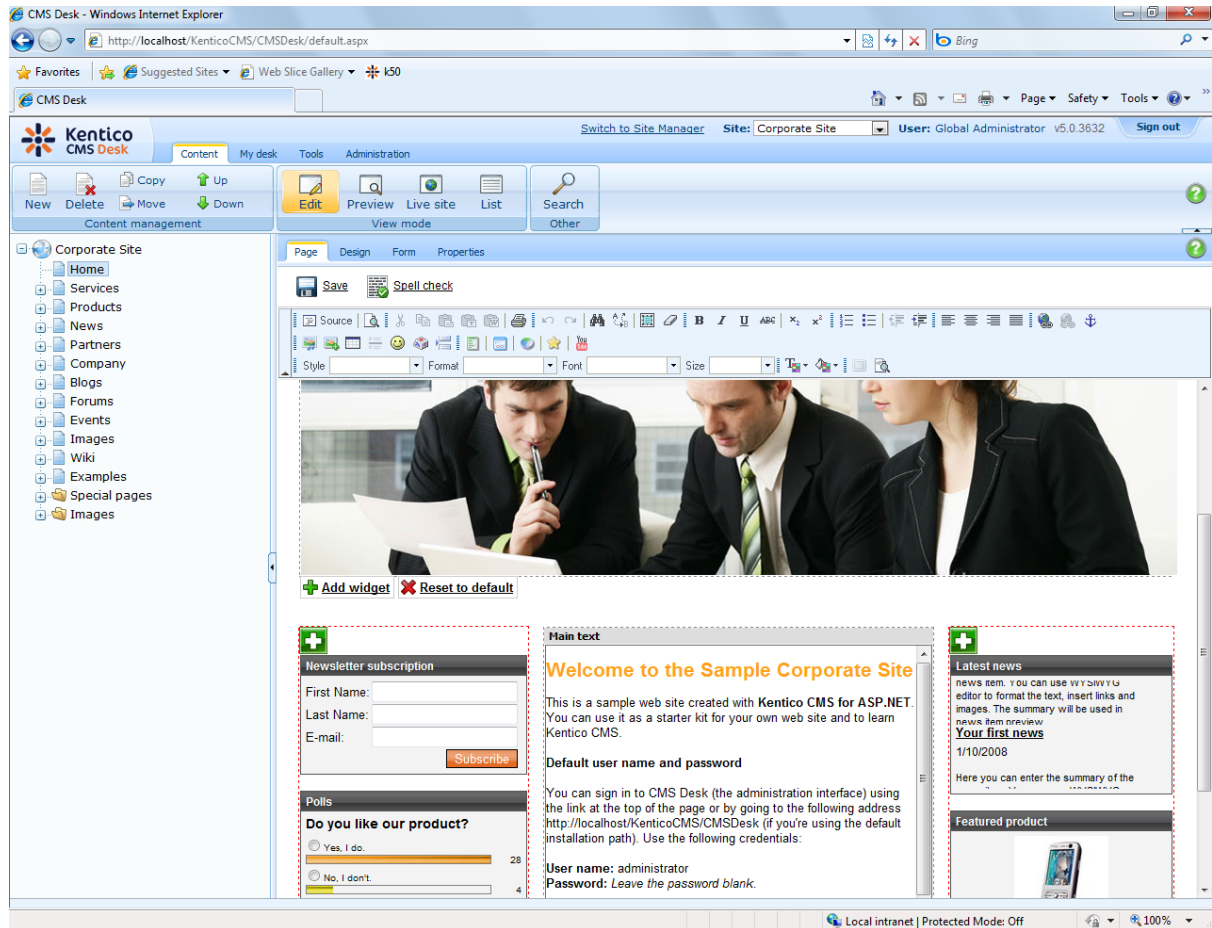 CMS Desk - Windows Internet Explorer
http://localhost/KenticoCMS/CMSDesk/default.aspx
Bing
Favorites Suggested Sites Web Slice Gallery k50
CMS Desk
Page Safety Tools
Kentico
CMS Desk
Switch to Site Manager Site: Corporate Site User: Global Administrator v5.0.3632 Sign out
Content My desk Tools Administration
New Delete Copy Move Up Down
Content management
Edit Preview Live site List
View mode
Search
Other
Corporate Site
Home
Services
Products
News
Partners
Company
Blogs
Forums
Events
Images
Wiki
Examples
Special pages
Images
Page Design Form Properties
Save Spell check
Source
B I U ABC x₂ x²
Style Format Font Size
Add widget Reset to default
Newsletter subscription
First Name:
Last Name:
E-mail:
Subscribe
Polls
Do you like our product?
Yes, I do.
28
No, I don't.
4
Main text
Welcome to the Sample Corporate Site
This is a sample web site created with Kentico CMS for ASP.NET.
You can use it as a starter kit for your own web site and to learn
Kentico CMS.
Default user name and password
You can sign in to CMS Desk (the administration interface) using
the link at the top of the page or by going to the following address
http://localhost/KenticoCMS/CMSDesk (if you're using the default
installation path). Use the following credentials:
User name: administrator
Password: Leave the password blank.
Latest news
news item. You can use WYSIWYG
editor to format the text, insert links and
images. The summary will be used in
news item preview
Your first news
1/10/2008
Here you can enter the summary of the
Featured product
Local intranet | Protected Mode: Off
100%